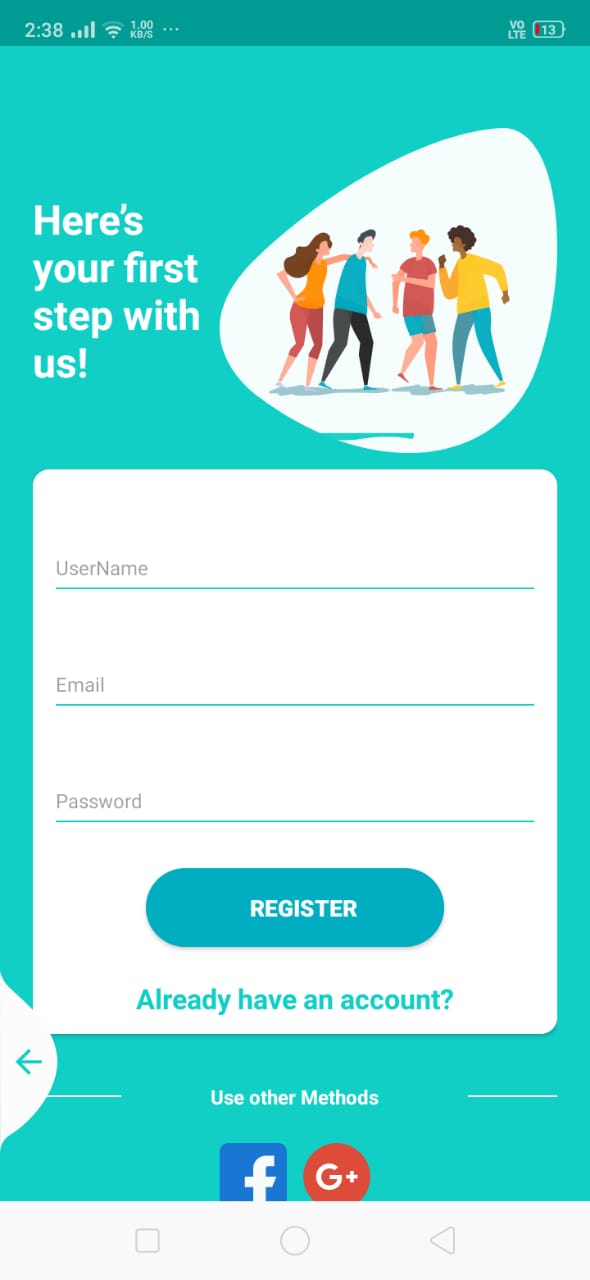 2:38 1.00 KB/S ... VO LTE 13
Here’s
your first
step with
us!
UserName
Email
Password
REGISTER
Already have an account?
Use other Methods
f G+